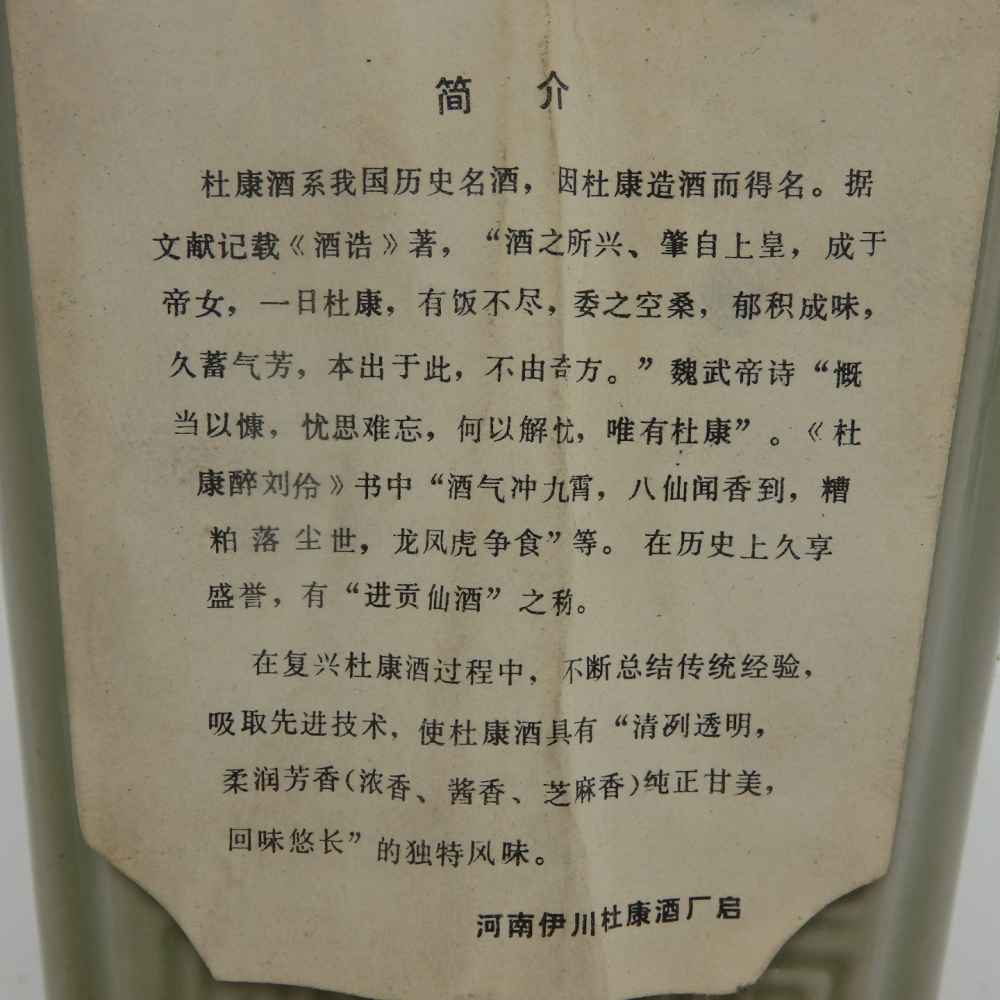 简 介
杜康酒系我国历史名酒，因杜康造酒而得名。据
文献记载《酒诰》著，“酒之所兴、肇自上皇，成于
帝女，一日杜康，有饭不尽，委之空桑，郁积成味，
久蓄气芳，本出于此，不由奇方。”魏武帝诗“慨
当以慷，忧思难忘，何以解忧，唯有杜康”。《杜
康醉刘伶》书中“酒气冲九霄，八仙闻香到，糟
粕落尘世，龙凤虎争食”等。在历史上久享
盛誉，有“进贡仙酒”之称。
在复兴杜康酒过程中，不断总结传统经验，
吸取先进技术，使杜康酒具有“清冽透明，
柔润芳香(浓香、酱香、芝麻香)纯正甘美，
回味悠长”的独特风味。
河南伊川杜康酒厂启